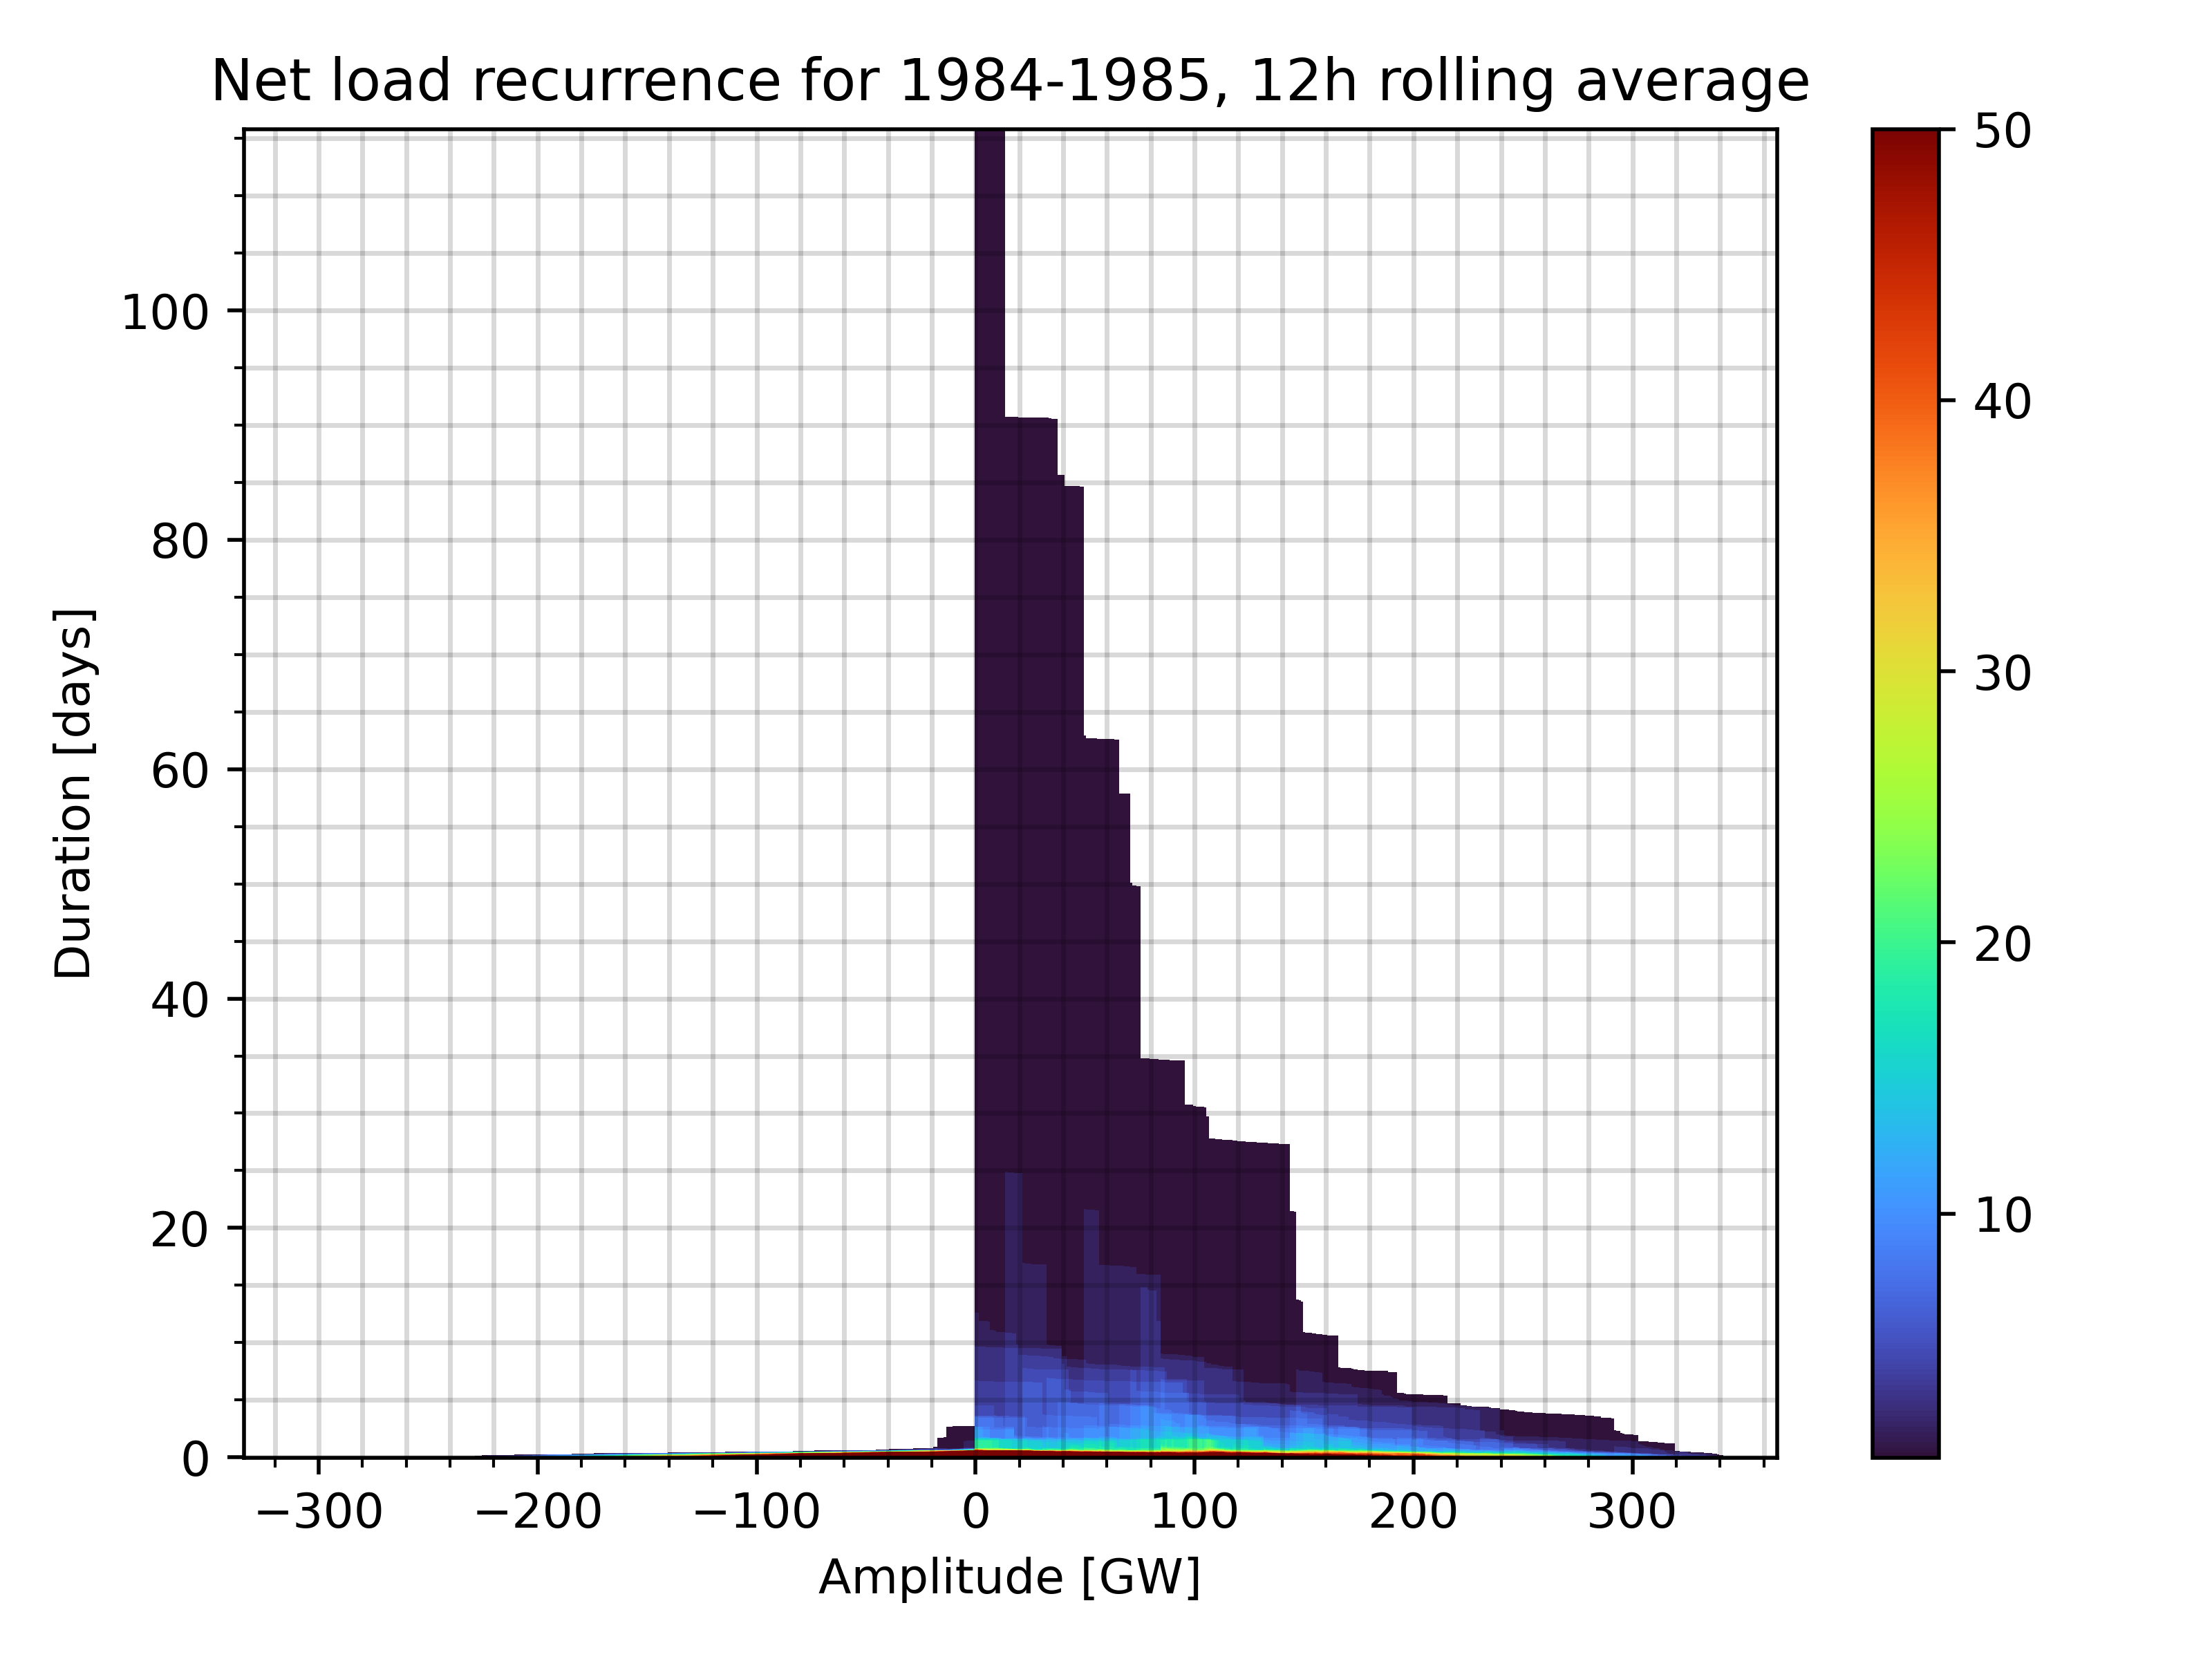 Net load recurrence for 1984-1985, 12h rolling average
50
40
30
20
10
100
80
60
40
20
0
Duration [days]
−300 −200 −100 0 100 200 300
Amplitude [GW]